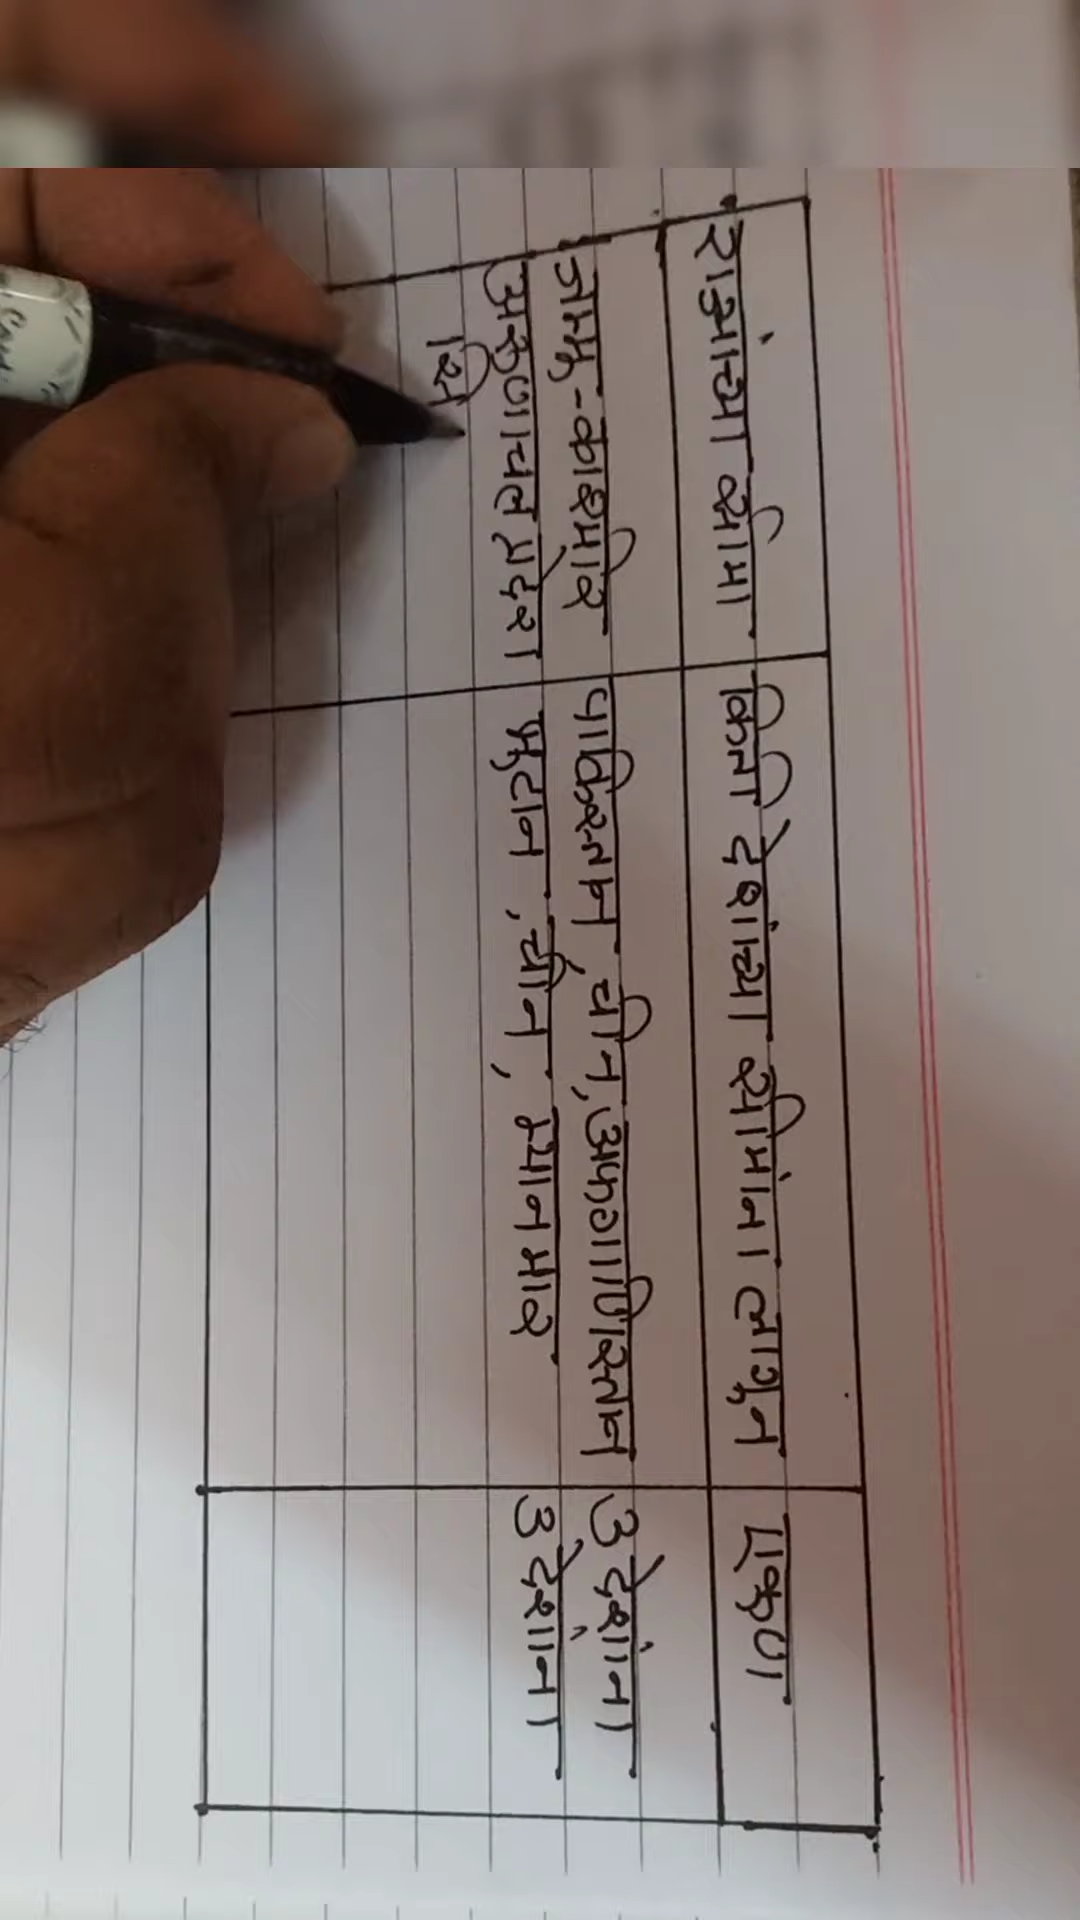 राज्यांच्या सीमा किती देशांच्या सीमांना लागून एकूण
जम्मू-काश्मीर पाकिस्तान, चीन, अफगाणिस्तान 3 देशांना
अरुणाचल प्रदेश भूटान, चीन, म्यानमार 3 देशांना
सि